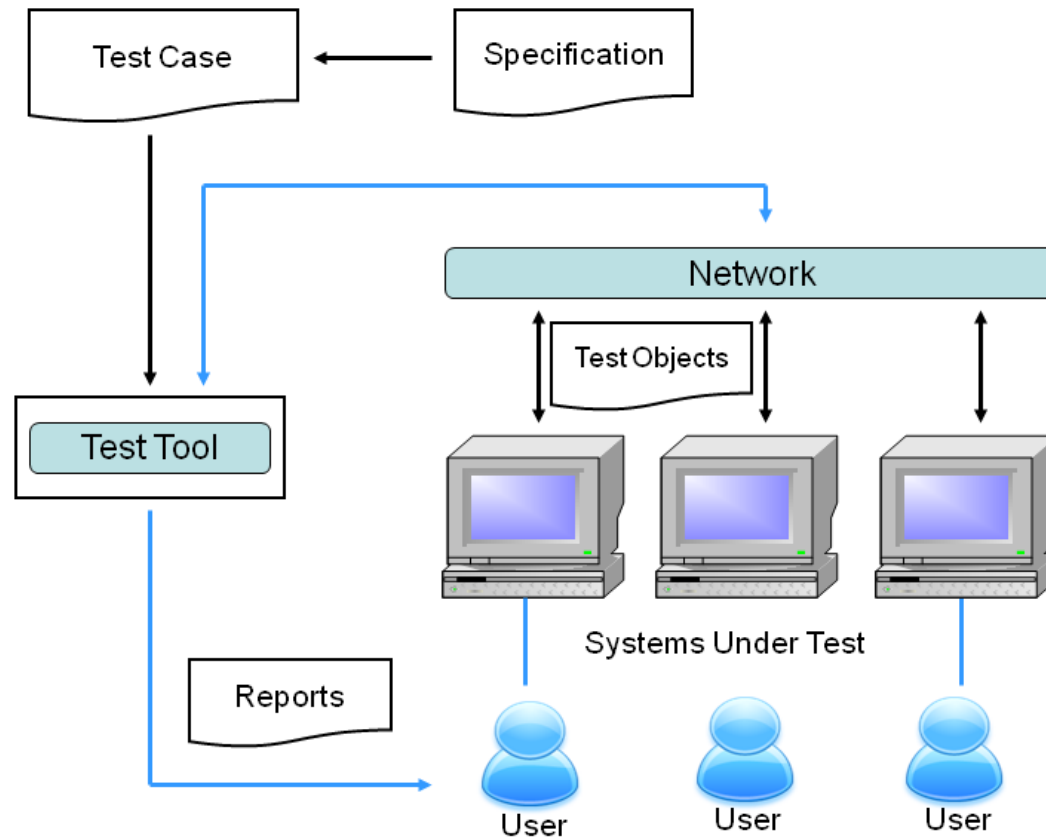 Test Case
Specification
Network
Test Objects
Test Tool
Systems Under Test
Reports
User
User
User